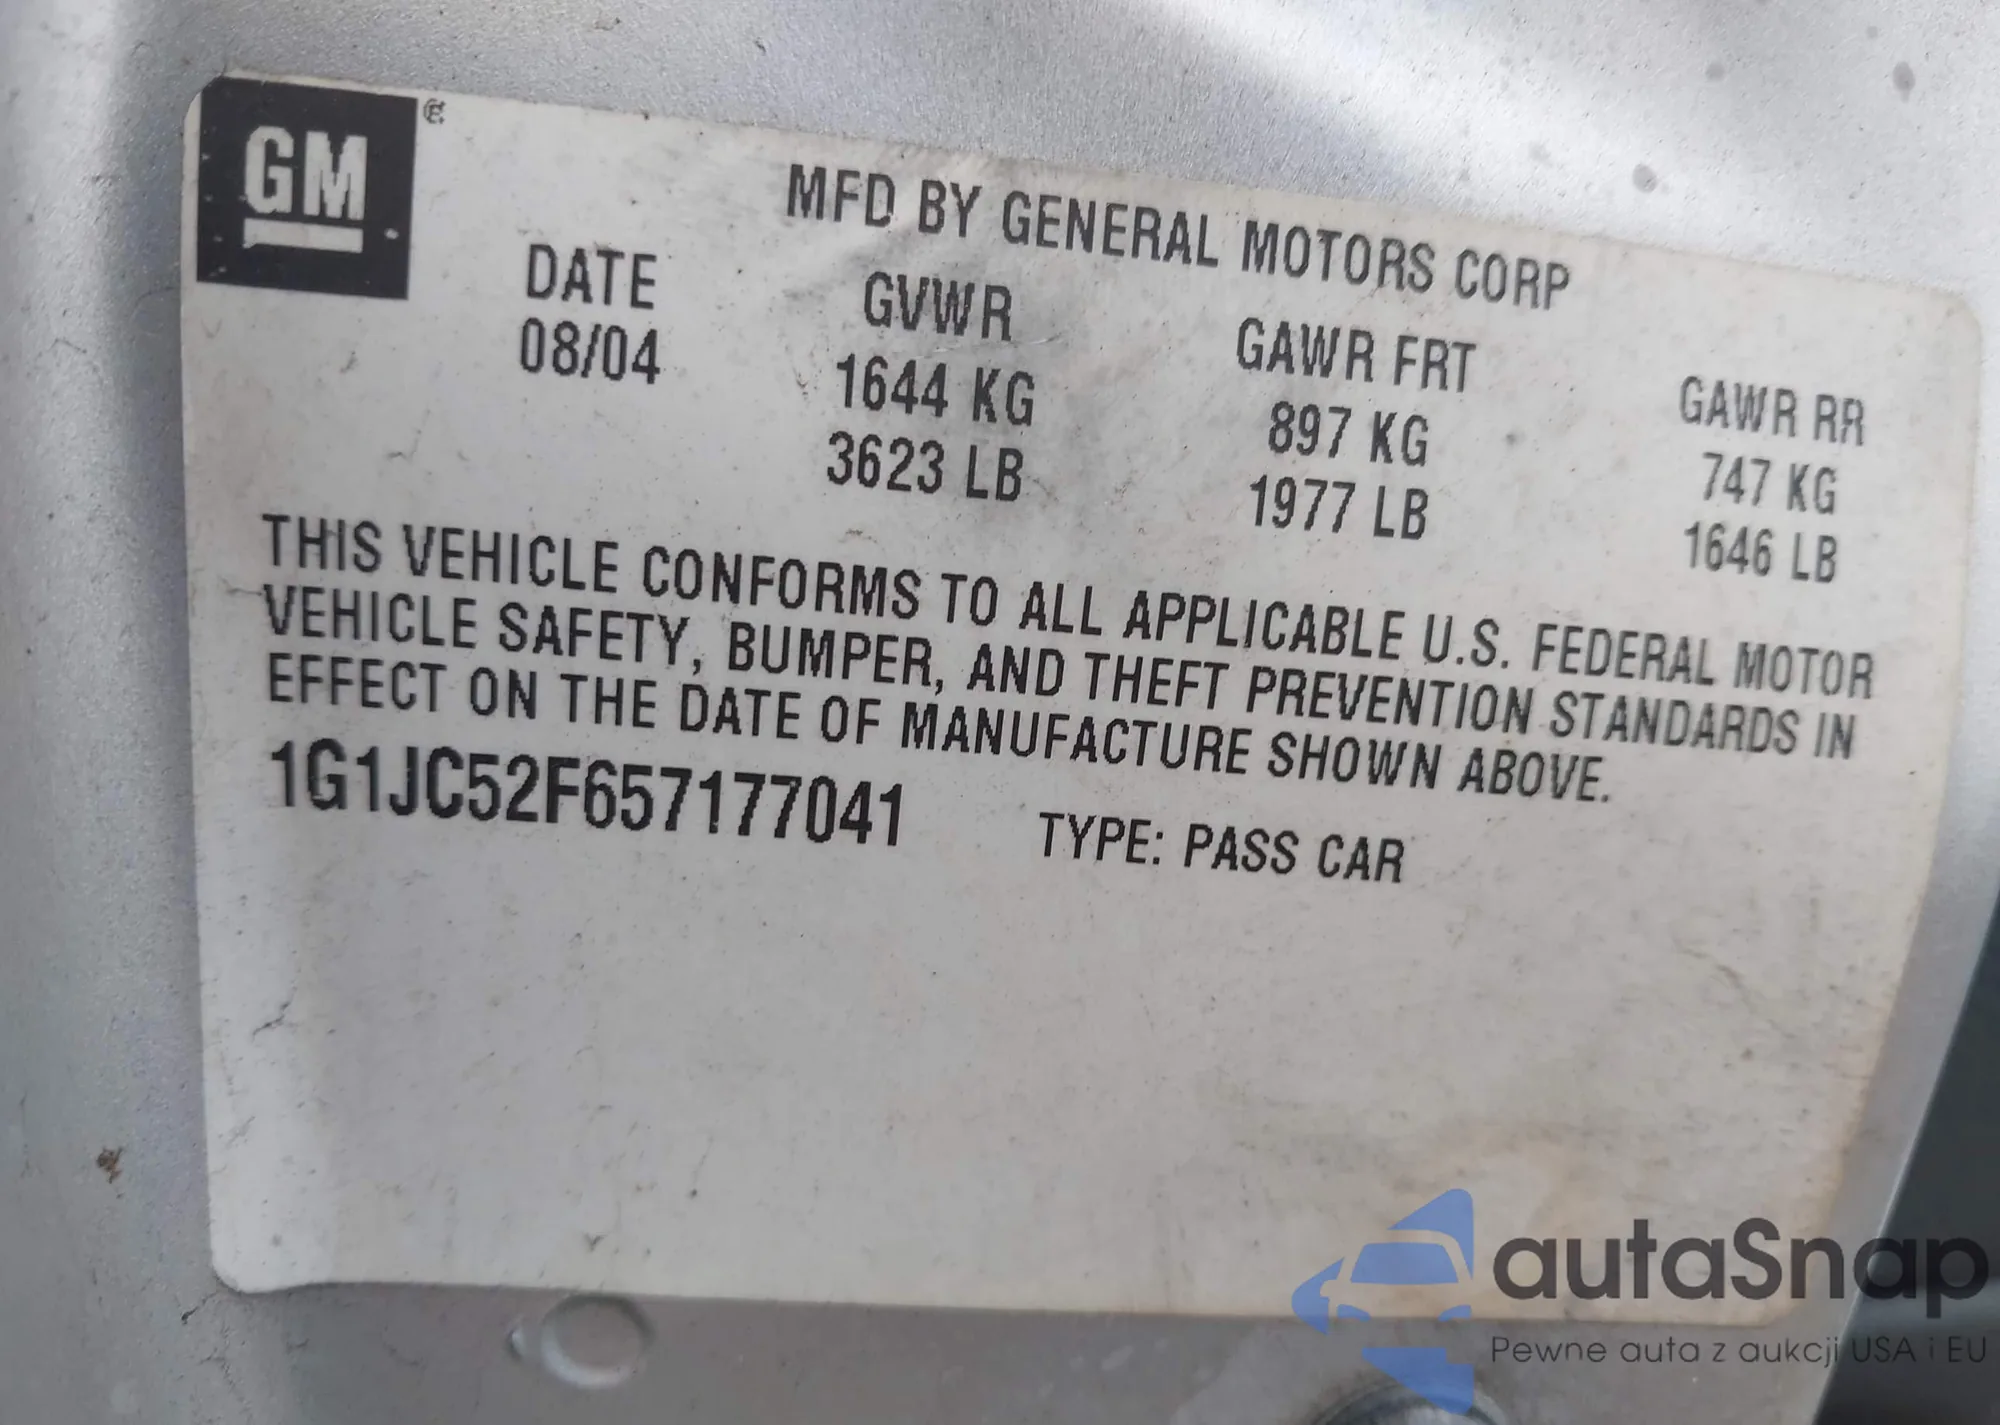 GM
MFD BY GENERAL MOTORS CORP
DATE GVWR GAWR FRT GAWR RR
08/04 1644 KG 897 KG 747 KG
3623 LB 1977 LB 1646 LB
THIS VEHICLE CONFORMS TO ALL APPLICABLE U.S. FEDERAL MOTOR
VEHICLE SAFETY, BUMPER, AND THEFT PREVENTION STANDARDS IN
EFFECT ON THE DATE OF MANUFACTURE SHOWN ABOVE.
1G1JC52F657177041 TYPE: PASS CAR
autaSnap
Pewne auta z aukcji USA i EU